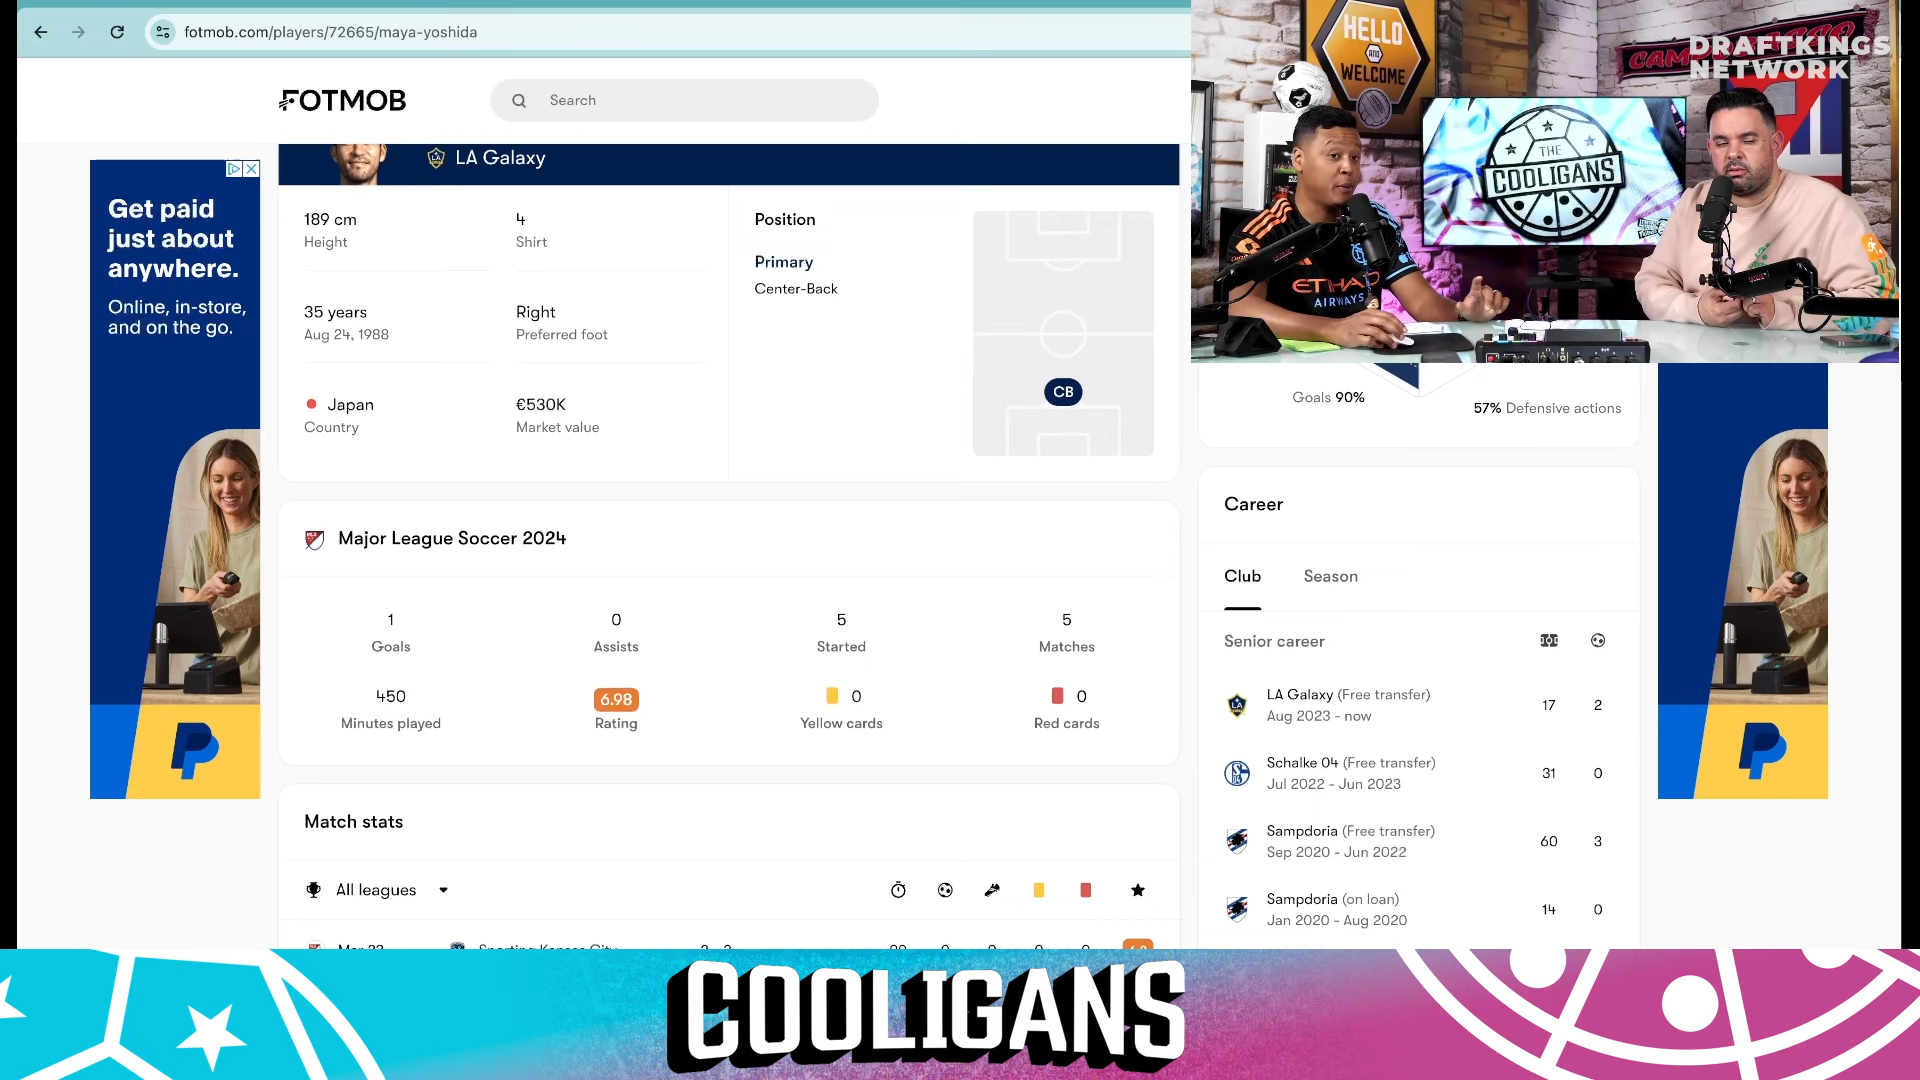 fotmob.com/players/72665/maya-yoshida
FOTMOB
Search
HELLO
AND
WELCOME
DRAFTKINGS
NETWORK
THE
COOLIGANS
ETIHAD
AIRWAYS
LA Galaxy
Get paid
just about
anywhere.
Online, in-store,
and on the go.
189 cm
Height
4
Shirt
35 years
Aug 24, 1988
Right
Preferred foot
Japan
Country
€530K
Market value
Position
Primary
Center-Back
CB
Goals 90%
57% Defensive actions
Major League Soccer 2024
1
Goals
0
Assists
5
Started
5
Matches
450
Minutes played
6.98
Rating
0
Yellow cards
0
Red cards
Match stats
All leagues
Career
Club
Season
Senior career
LA Galaxy (Free transfer)
Aug 2023 - now
17 2
Schalke 04 (Free transfer)
Jul 2022 - Jun 2023
31 0
Sampdoria (Free transfer)
Sep 2020 - Jun 2022
60 3
Sampdoria (on loan)
Jan 2020 - Aug 2020
14 0
COOLIGANS